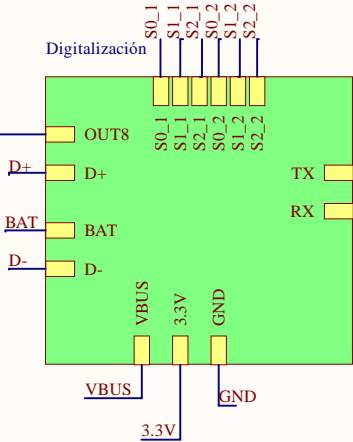 S0_1
S1_1
S2_1
S0_2
S1_2
S2_2
Digitalización
S0_1
S1_1
S2_1
S0_2
S1_2
S2_2
OUT8
D+
D+
TX
RX
BAT
BAT
D-
D-
VBUS
3.3V
GND
VBUS
GND
3.3V